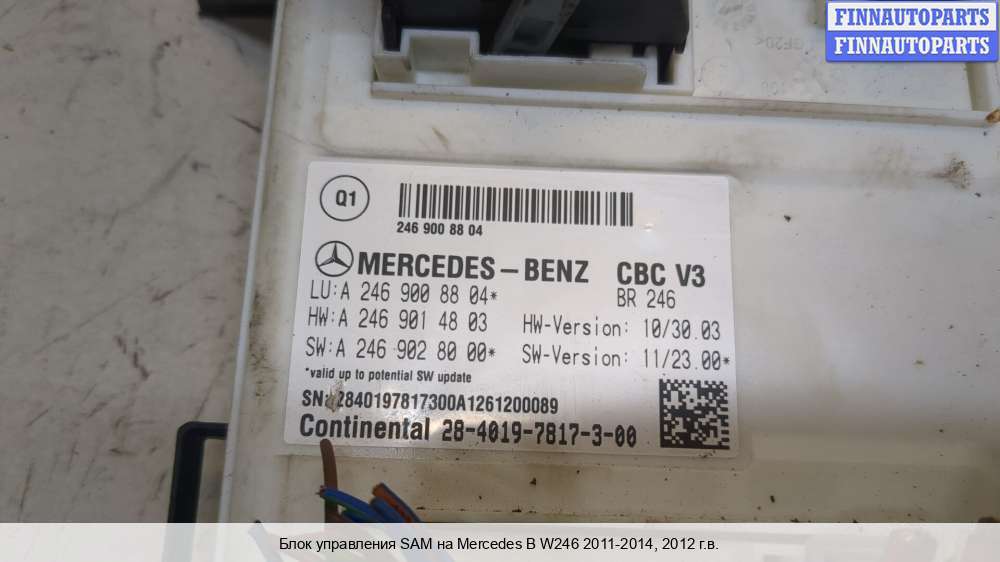 FINNAUTOPARTS
FINNAUTOPARTS
Q1
246 900 88 04
MERCEDES-BENZ CBC V3
LU:A 246 900 88 04* BR 246
HW:A 246 901 48 03 HW-Version: 10/30.03
SW:A 246 902 80 00* SW-Version: 11/23.00*
*valid up to potential SW update
SN: 2840197817300A1261200089
Continental 28-4019-7817-3-00
Блок управления SAM на Mercedes B W246 2011-2014, 2012 г.в.